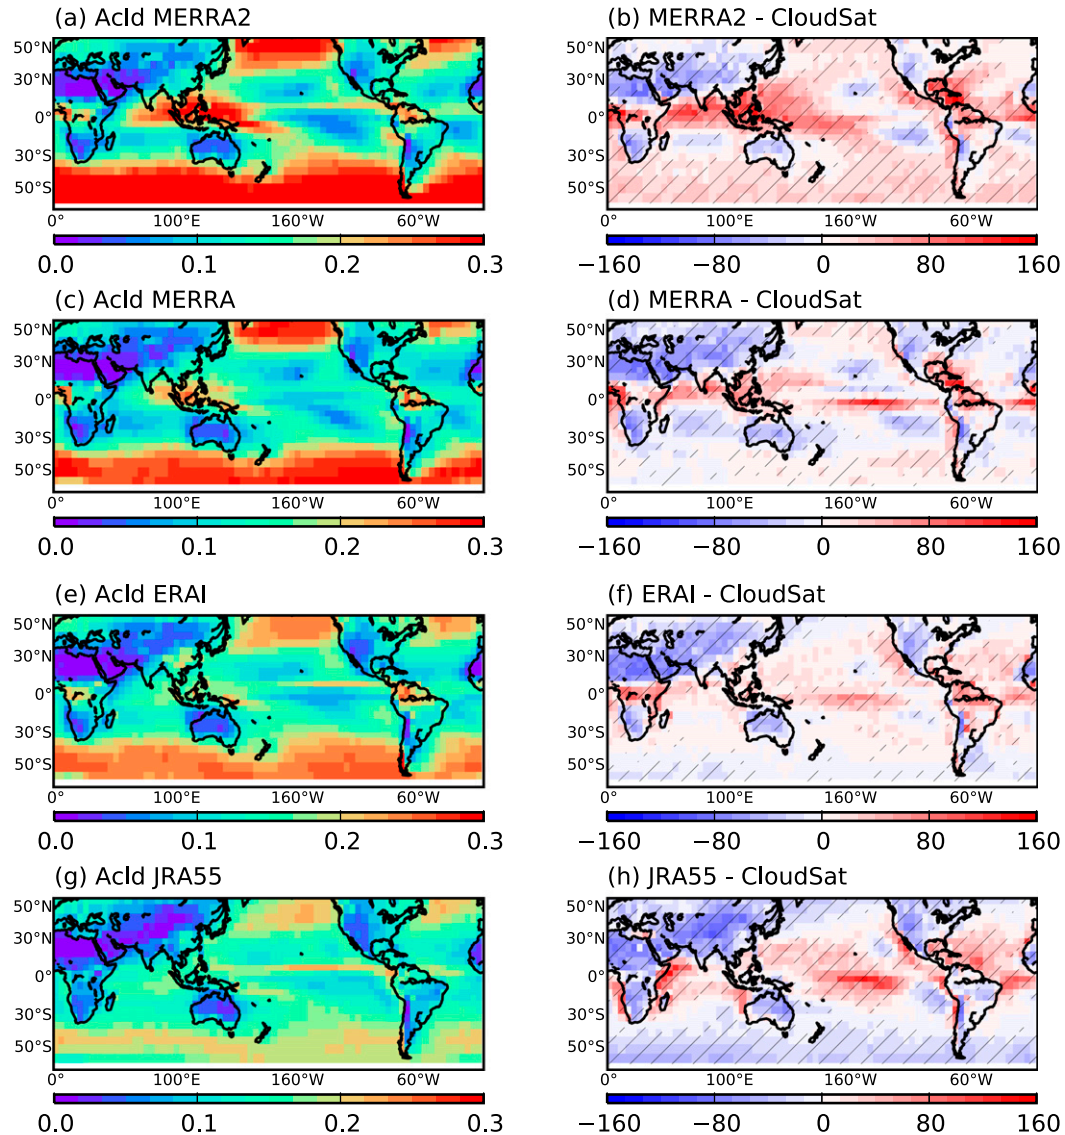 (a) Acld MERRA2
(b) MERRA2 - CloudSat
50°N
30°N
0°
30°S
50°S
0° 100°E 160°W 60°W
0.0 0.1 0.2 0.3
50°N
30°N
0°
30°S
50°S
0° 100°E 160°W 60°W
−160 −80 0 80 160
(c) Acld MERRA
(d) MERRA - CloudSat
50°N
30°N
0°
30°S
50°S
0° 100°E 160°W 60°W
0.0 0.1 0.2 0.3
50°N
30°N
0°
30°S
50°S
0° 100°E 160°W 60°W
−160 −80 0 80 160
(e) Acld ERAI
(f) ERAI - CloudSat
50°N
30°N
0°
30°S
50°S
0° 100°E 160°W 60°W
0.0 0.1 0.2 0.3
50°N
30°N
0°
30°S
50°S
0° 100°E 160°W 60°W
−160 −80 0 80 160
(g) Acld JRA55
(h) JRA55 - CloudSat
50°N
30°N
0°
30°S
50°S
0° 100°E 160°W 60°W
0.0 0.1 0.2 0.3
50°N
30°N
0°
30°S
50°S
0° 100°E 160°W 60°W
−160 −80 0 80 160